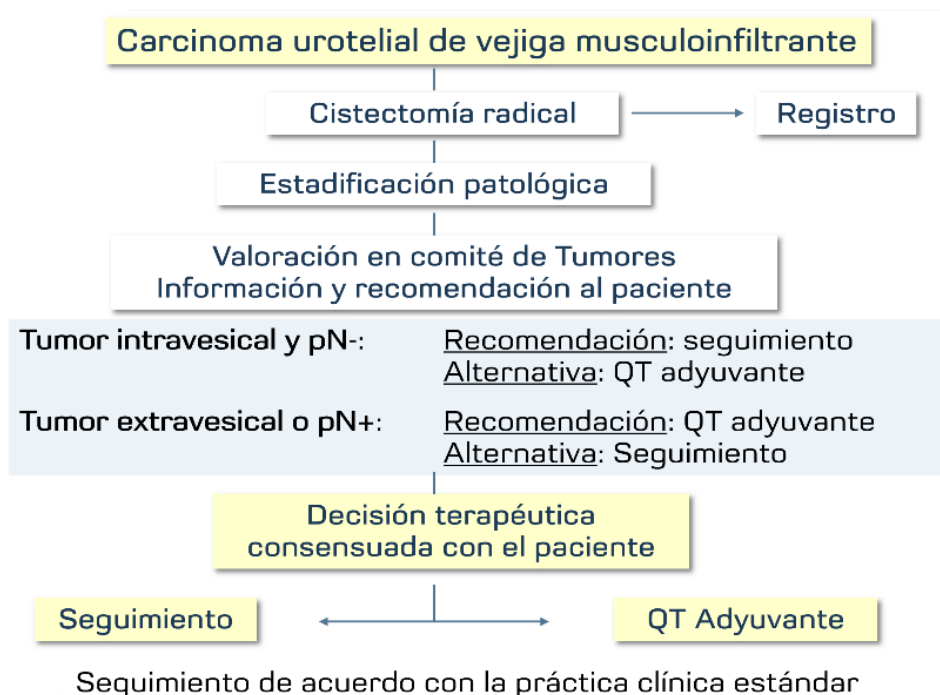 Carcinoma urotelial de vejiga musculoinfiltrante
Cistectomía radical
Registro
Estadificación patológica
Valoración en comité de Tumores
Información y recomendación al paciente
Tumor intravesical y pN-: Recomendación: seguimiento
Alternativa: QT adyuvante
Tumor extravesical o pN+: Recomendación: QT adyuvante
Alternativa: Seguimiento
Decisión terapéutica
consensuada con el paciente
Seguimiento
QT Adyuvante
Seguimiento de acuerdo con la práctica clínica estándar